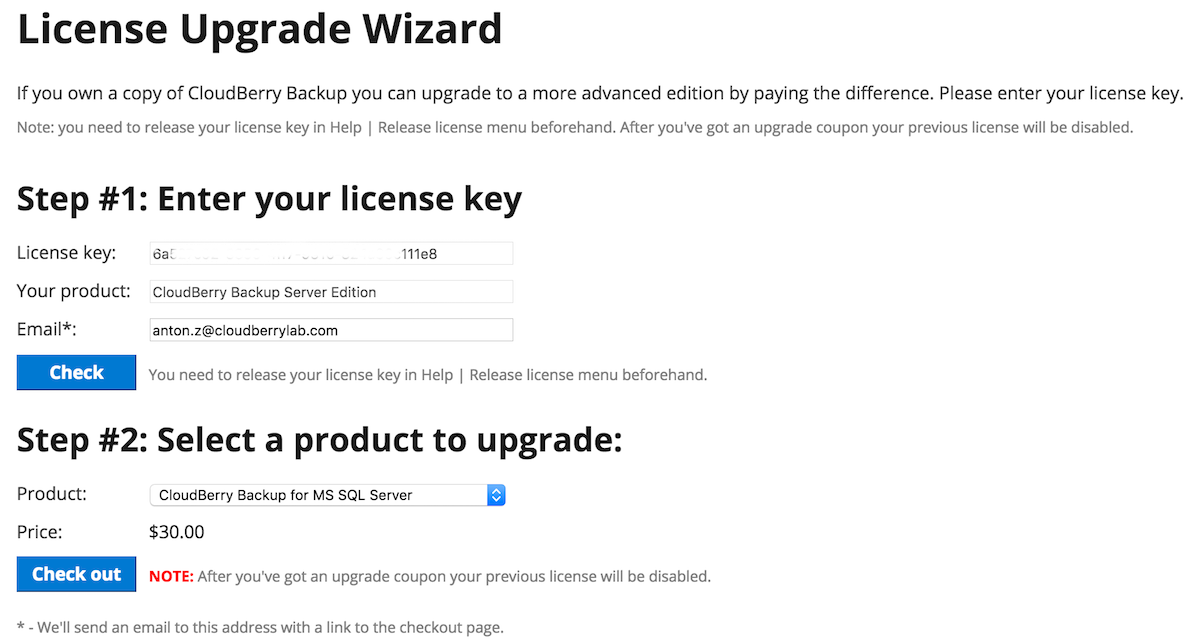 License Upgrade Wizard
If you own a copy of CloudBerry Backup you can upgrade to a more advanced edition by paying the difference. Please enter your license key.
Note: you need to release your license key in Help | Release license menu beforehand. After you've got an upgrade coupon your previous license will be disabled.
Step #1: Enter your license key
License key: 111e8
Your product: CloudBerry Backup Server Edition
Email*: anton.z@cloudberrylab.com
Check You need to release your license key in Help | Release license menu beforehand.
Step #2: Select a product to upgrade:
Product: CloudBerry Backup for MS SQL Server
Price: $30.00
Check out NOTE: After you've got an upgrade coupon your previous license will be disabled.
* - We'll send an email to this address with a link to the checkout page.